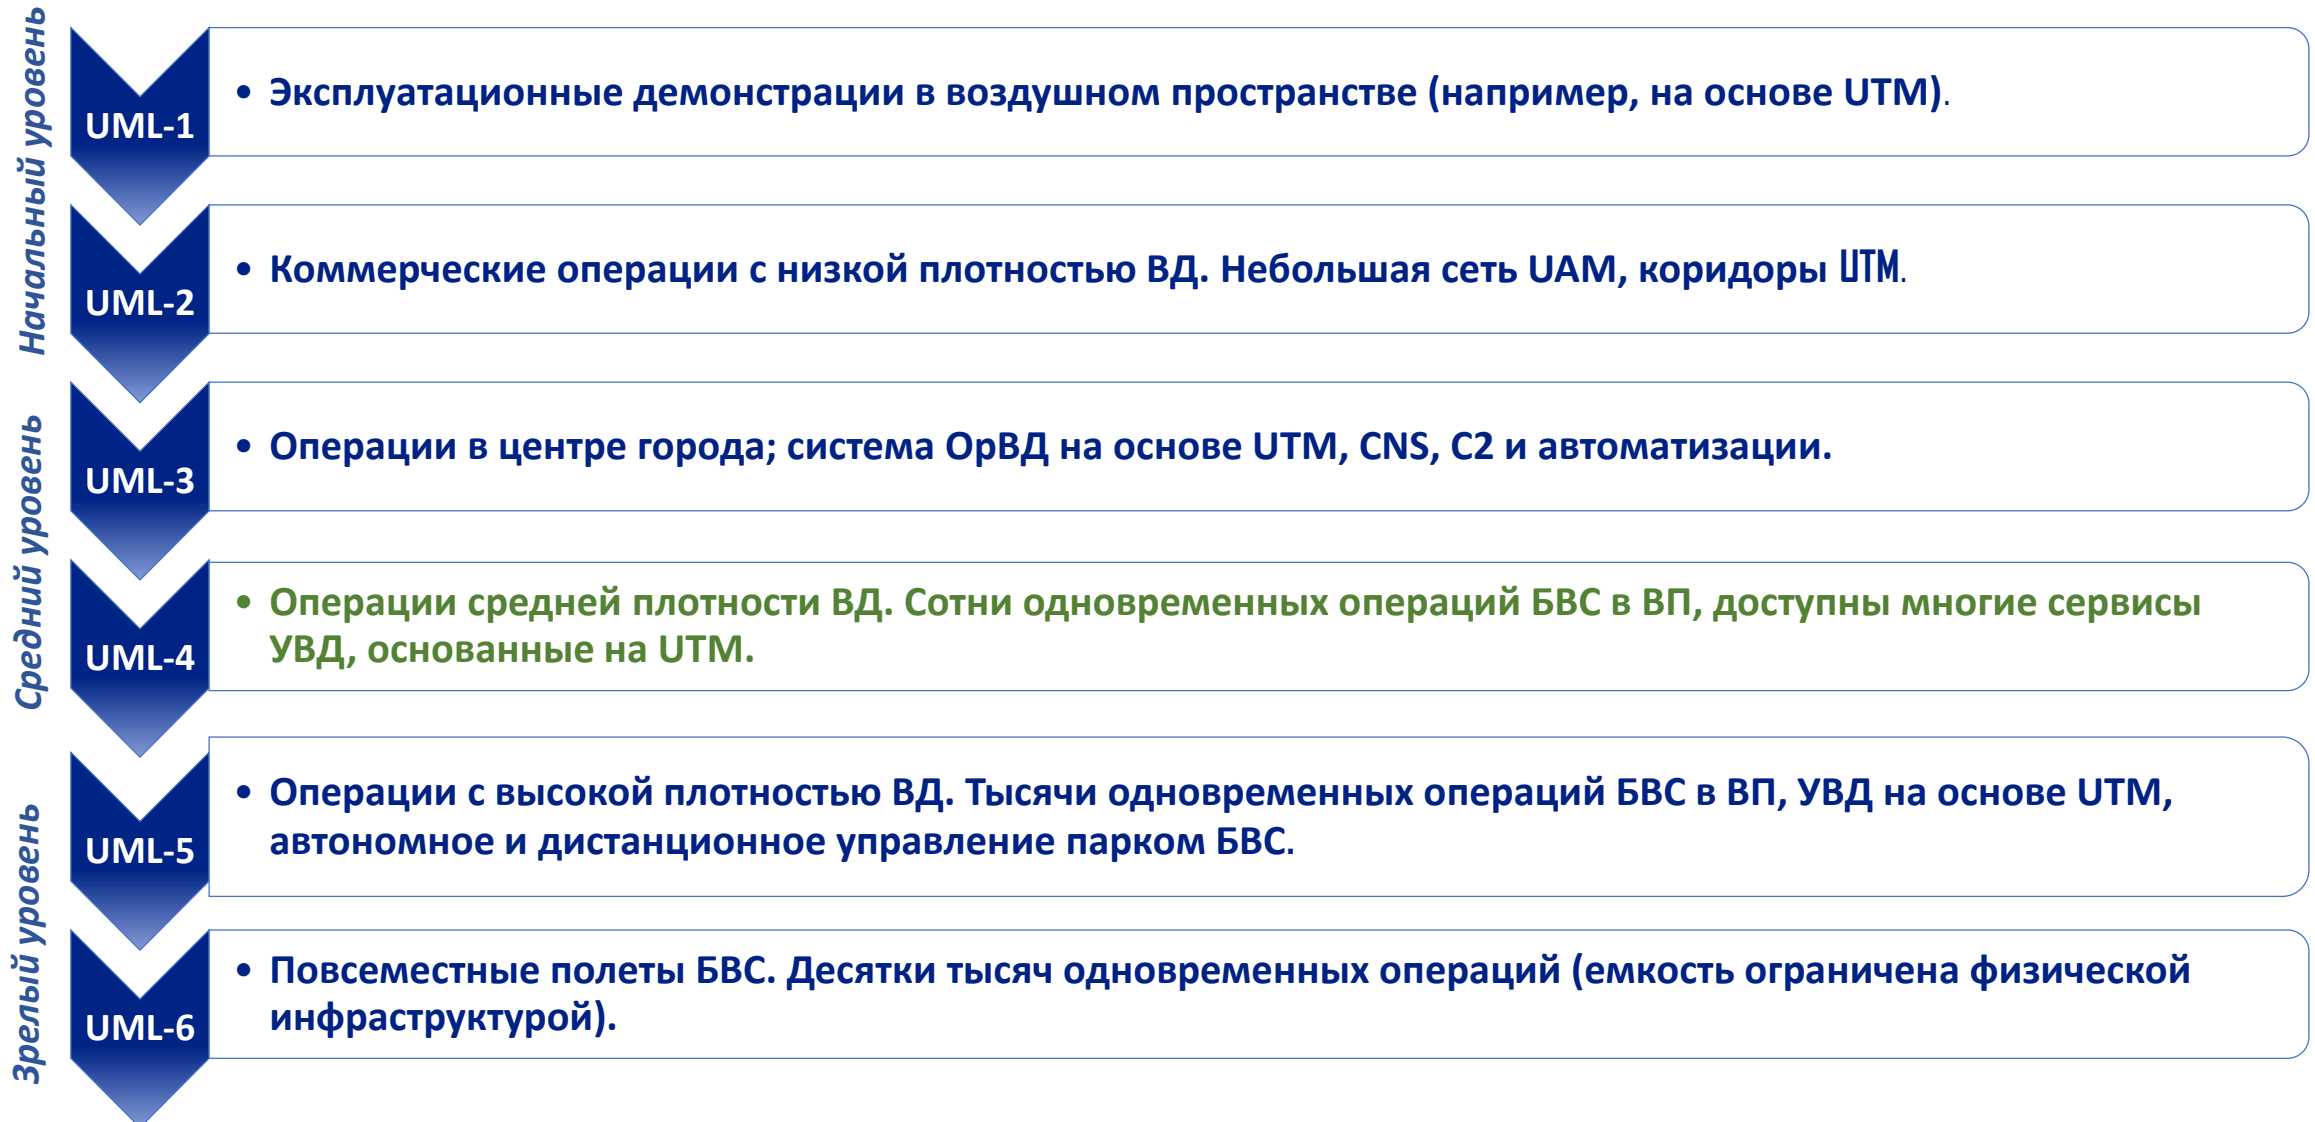 Начальный уровень
UML-1
• Эксплуатационные демонстрации в воздушном пространстве (например, на основе UTM).
UML-2
• Коммерческие операции с низкой плотностью ВД. Небольшая сеть UAM, коридоры UTM.
Средний уровень
UML-3
• Операции в центре города; система ОрВД на основе UTM, CNS, C2 и автоматизации.
UML-4
• Операции средней плотности ВД. Сотни одновременных операций БВС в ВП, доступны многие сервисы
УВД, основанные на UTM.
Зрелый уровень
UML-5
• Операции с высокой плотностью ВД. Тысячи одновременных операций БВС в ВП, УВД на основе UTM,
автономное и дистанционное управление парком БВС.
UML-6
• Повсеместные полеты БВС. Десятки тысяч одновременных операций (емкость ограничена физической
инфраструктурой).